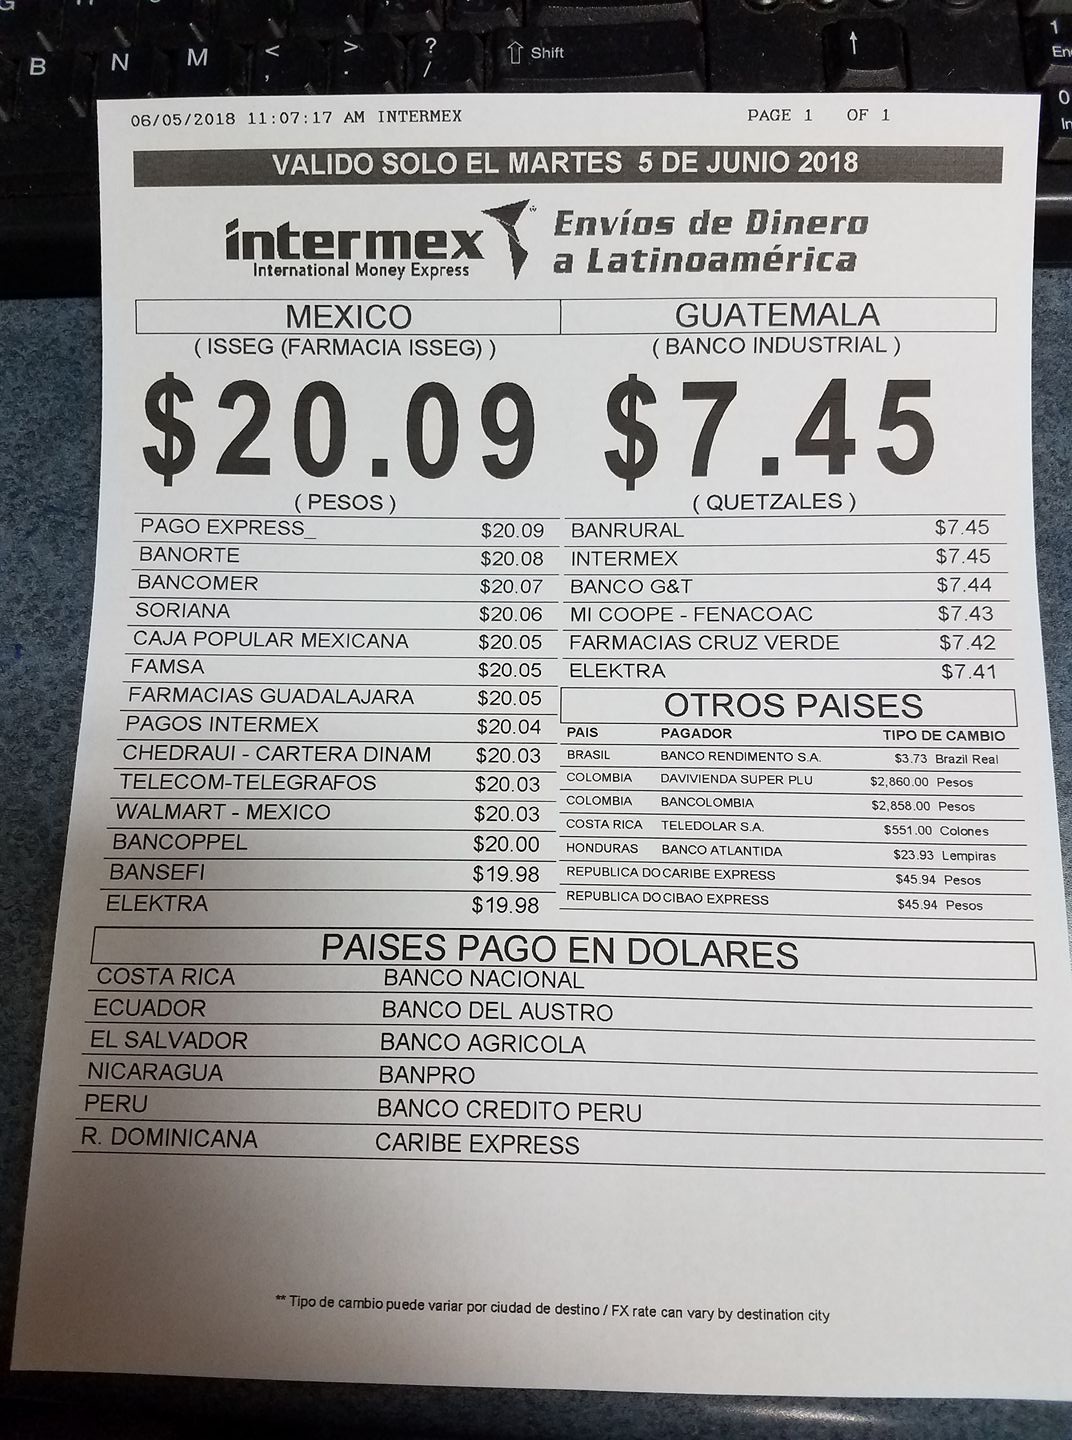 G
B N M < , > . ? / ⇧ Shift ↑ 1
0
06/05/2018 11:07:17 AM INTERMEX PAGE 1 OF 1
VALIDO SOLO EL MARTES 5 DE JUNIO 2018
intermex
International Money Express
Envíos de Dinero
a Latinoamérica
MEXICO
( ISSEG (FARMACIA ISSEG) )
$20.09
( PESOS )
PAGO EXPRESS_ $20.09
BANORTE $20.08
BANCOMER $20.07
SORIANA $20.06
CAJA POPULAR MEXICANA $20.05
FAMSA $20.05
FARMACIAS GUADALAJARA $20.05
PAGOS INTERMEX $20.04
CHEDRAUI - CARTERA DINAM $20.03
TELECOM-TELEGRAFOS $20.03
WALMART - MEXICO $20.03
BANCOPPEL $20.00
BANSEFI $19.98
ELEKTRA $19.98
GUATEMALA
( BANCO INDUSTRIAL )
$7.45
( QUETZALES )
BANRURAL $7.45
INTERMEX $7.45
BANCO G&T $7.44
MI COOPE - FENACOAC $7.43
FARMACIAS CRUZ VERDE $7.42
ELEKTRA $7.41
OTROS PAISES
PAIS PAGADOR TIPO DE CAMBIO
BRASIL BANCO RENDIMENTO S.A. $3.73 Brazil Real
COLOMBIA DAVIVIENDA SUPER PLU $2,860.00 Pesos
COLOMBIA BANCOLOMBIA $2,858.00 Pesos
COSTA RICA TELEDOLAR S.A. $551.00 Colones
HONDURAS BANCO ATLANTIDA $23.93 Lempiras
REPUBLICA DO CARIBE EXPRESS $45.94 Pesos
REPUBLICA DO CIBAO EXPRESS $45.94 Pesos
PAISES PAGO EN DOLARES
COSTA RICA BANCO NACIONAL
ECUADOR BANCO DEL AUSTRO
EL SALVADOR BANCO AGRICOLA
NICARAGUA BANPRO
PERU BANCO CREDITO PERU
R. DOMINICANA CARIBE EXPRESS
** Tipo de cambio puede variar por ciudad de destino / FX rate can vary by destination city